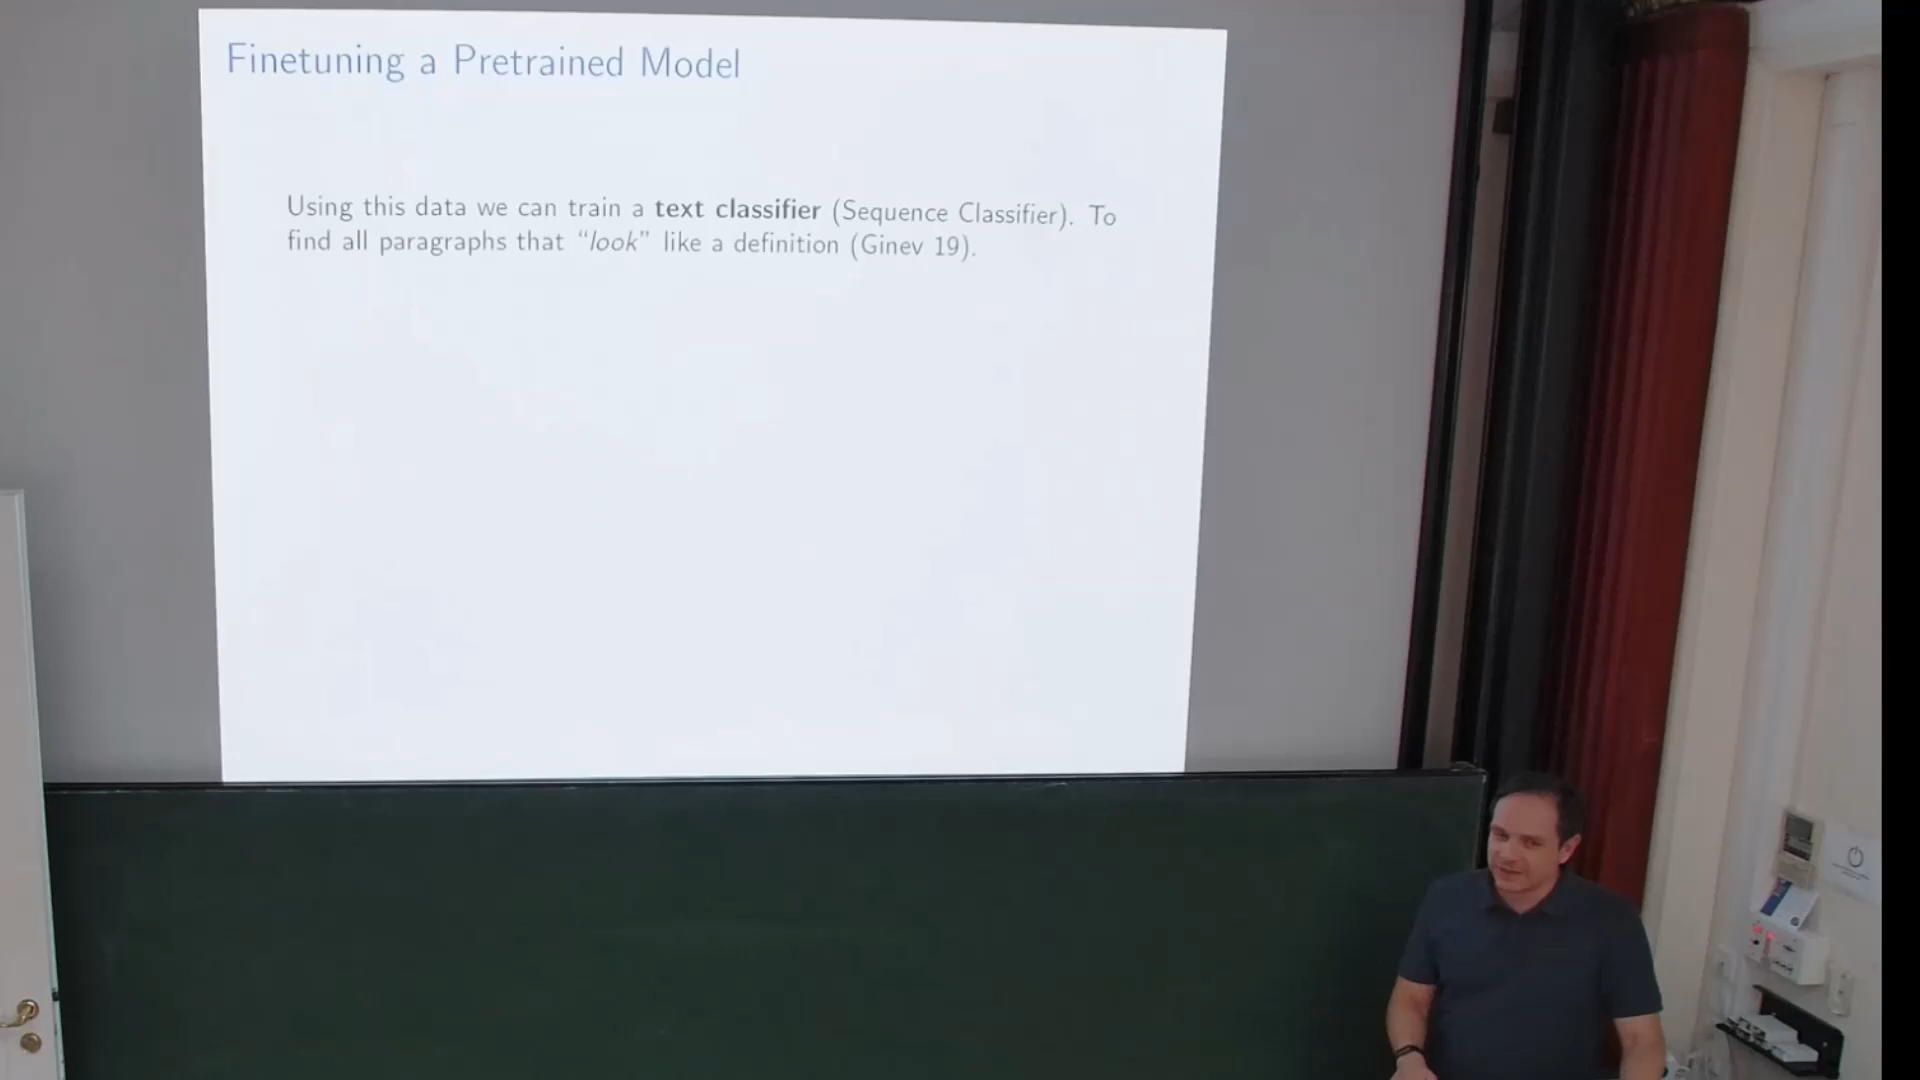 Finetuning a Pretrained Model
Using this data we can train a text classifier (Sequence Classifier). To
find all paragraphs that “look” like a definition (Ginev 19).